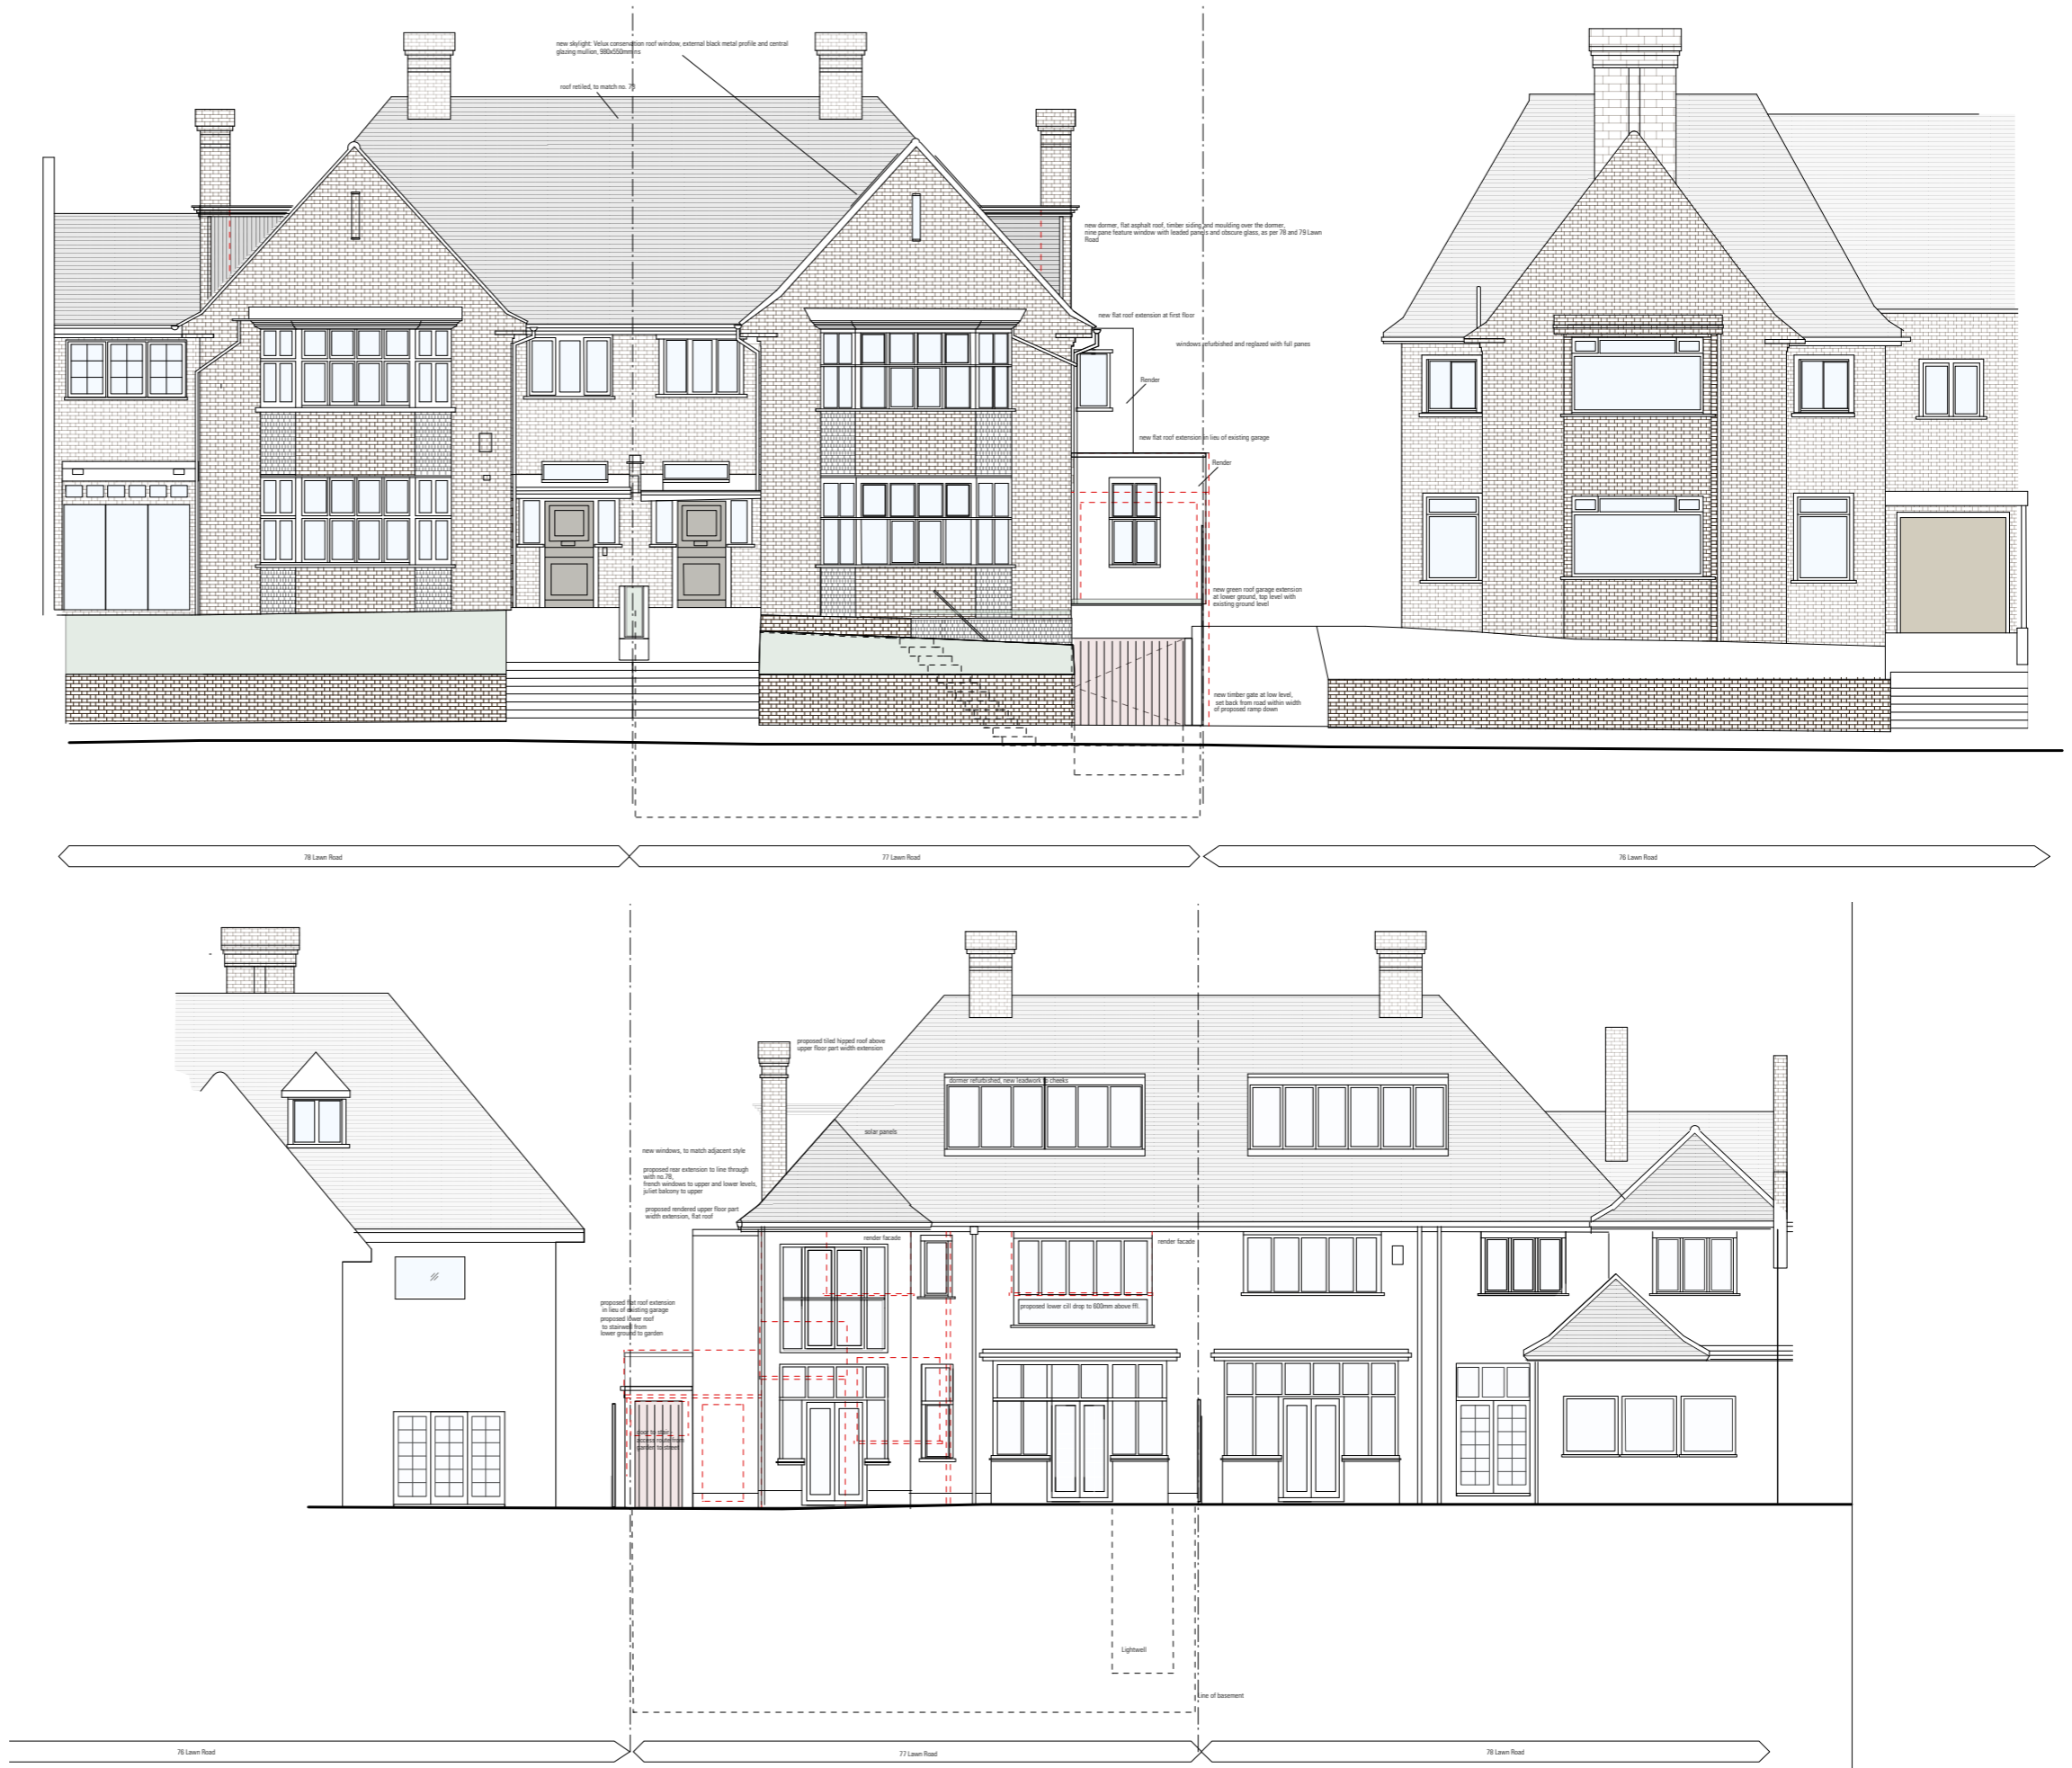 new skylight: Velux conservation roof window, external black metal profile and central
glazing mullion, 980x550mm
roof retiled, to match no.
new dormer, flat asphalt roof, timber siding and moulding over the dormer,
nine pane feature window with leaded panels and obscure glass, as per 78 and 79 Lawn
Road
new flat roof extension at first floor
windows refurbished and reglazed with full panes
Render
new flat roof extension in lieu of existing garage
Render
new green roof garage extension
at lower ground, top level with
existing ground level
new timber gate at low level,
set back from road within width
of proposed ramp down
78 Lawn Road
77 Lawn Road
76 Lawn Road
proposed tiled hipped roof above
upper floor part width extension
dormer refurbished, new leadwork to cheeks
solar panels
new windows, to match adjacent style
proposed rear extension to line through
with no.78,
french windows to upper and lower levels,
juliet balcony to upper
proposed rendered upper floor part
width extension, flat roof
render facade
render facade
proposed flat roof extension
in lieu of existing garage
proposed lower roof
to stairwell from
lower ground to garden
proposed lower cill drop to 600mm above ffl
door to stair
access route from
garden to street
Lightwell
Line of basement
76 Lawn Road
77 Lawn Road
78 Lawn Road